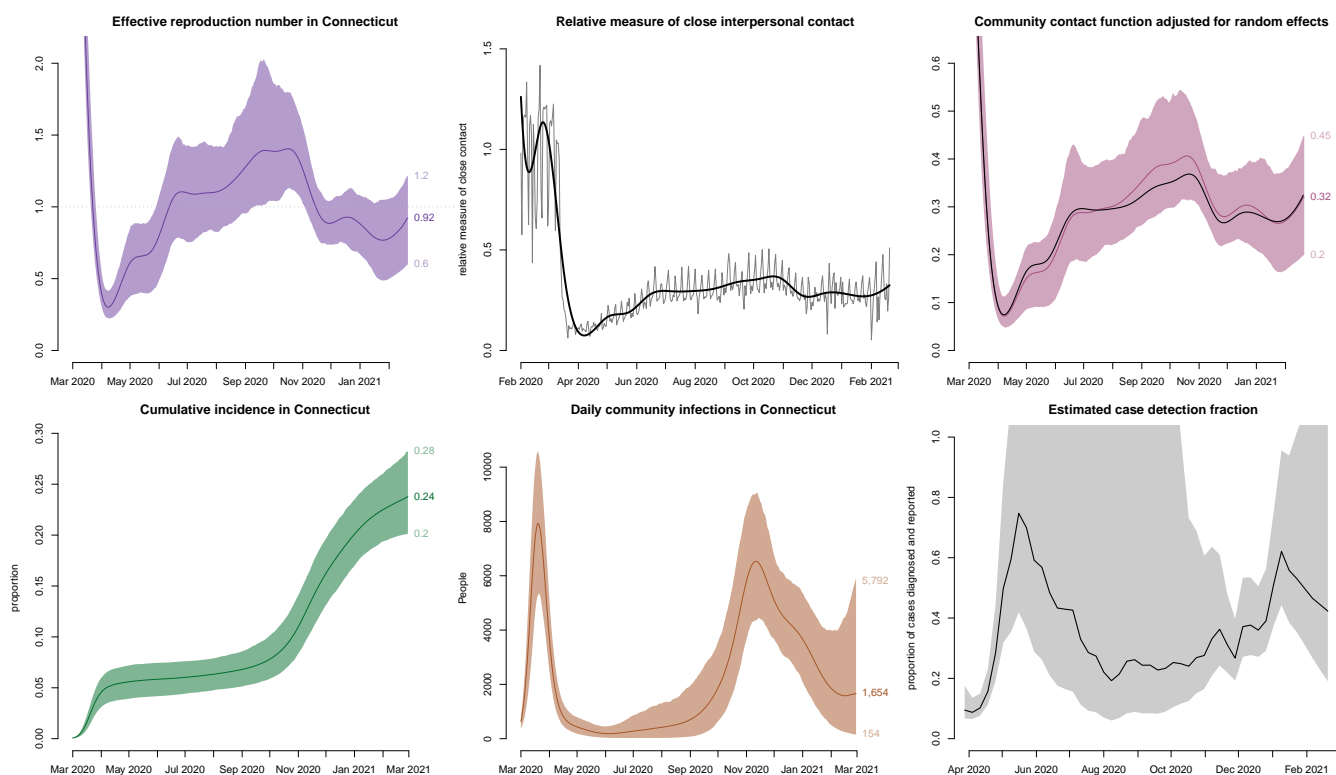 Effective reproduction number in Connecticut
2.0
1.5
1.0
0.5
0.0
1.2
0.92
0.6
Mar 2020 May 2020 Jul 2020 Sep 2020 Nov 2020 Jan 2021
Relative measure of close interpersonal contact
relative measure of close contact
1.5
1.0
0.5
0.0
Feb 2020 Apr 2020 Jun 2020 Aug 2020 Oct 2020 Dec 2020 Feb 2021
Community contact function adjusted for random effects
0.6
0.5
0.4
0.3
0.2
0.1
0.0
0.45
0.32
0.2
Mar 2020 May 2020 Jul 2020 Sep 2020 Nov 2020 Jan 2021
Cumulative incidence in Connecticut
proportion
0.30
0.25
0.20
0.15
0.10
0.05
0.00
0.28
0.24
0.2
Mar 2020 May 2020 Jul 2020 Sep 2020 Nov 2020 Jan 2021 Mar 2021
Daily community infections in Connecticut
People
10000
8000
6000
4000
2000
0
5,792
1,654
154
Mar 2020 May 2020 Jul 2020 Sep 2020 Nov 2020 Jan 2021 Mar 2021
Estimated case detection fraction
proportion of cases diagnosed and reported
1.0
0.8
0.6
0.4
0.2
0.0
Apr 2020 Jun 2020 Aug 2020 Oct 2020 Dec 2020 Feb 2021